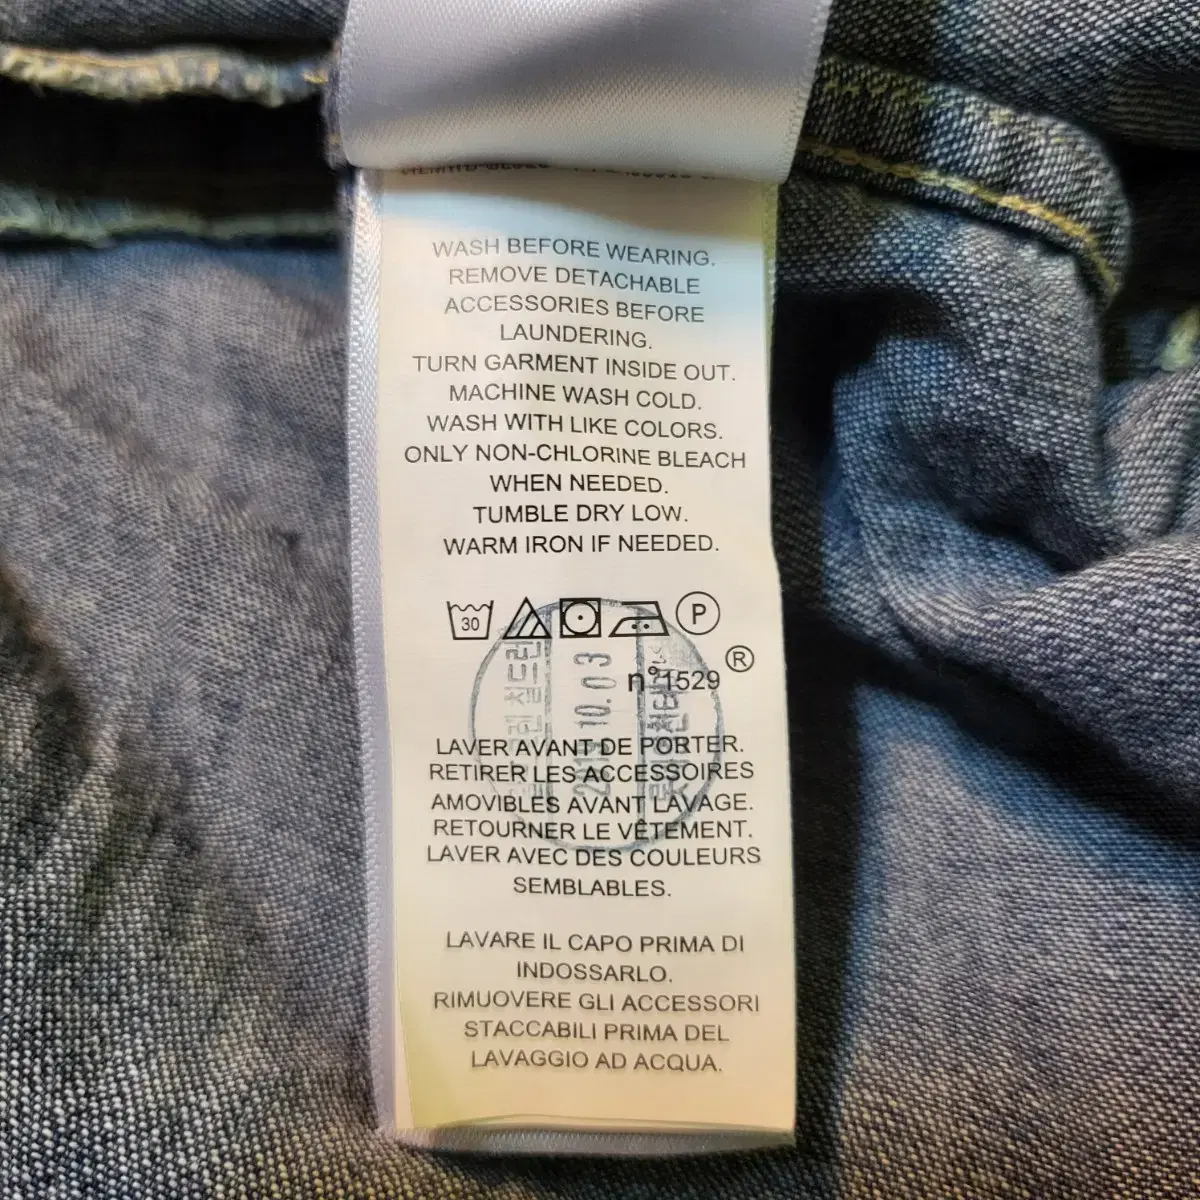 WASH BEFORE WEARING.
REMOVE DETACHABLE
ACCESSORIES BEFORE
LAUNDERING.
TURN GARMENT INSIDE OUT.
MACHINE WASH COLD.
WASH WITH LIKE COLORS.
ONLY NON-CHLORINE BLEACH
WHEN NEEDED.
TUMBLE DRY LOW.
WARM IRON IF NEEDED.
30
P
®
n°1529
2019.10.03
LAVER AVANT DE PORTER.
RETIRER LES ACCESSOIRES
AMOVIBLES AVANT LAVAGE.
RETOURNER LE VÊTEMENT.
LAVER AVEC DES COULEURS
SEMBLABLES.
LAVARE IL CAPO PRIMA DI
INDOSSARLO.
RIMUOVERE GLI ACCESSORI
STACCABILI PRIMA DEL
LAVAGGIO AD ACQUA.